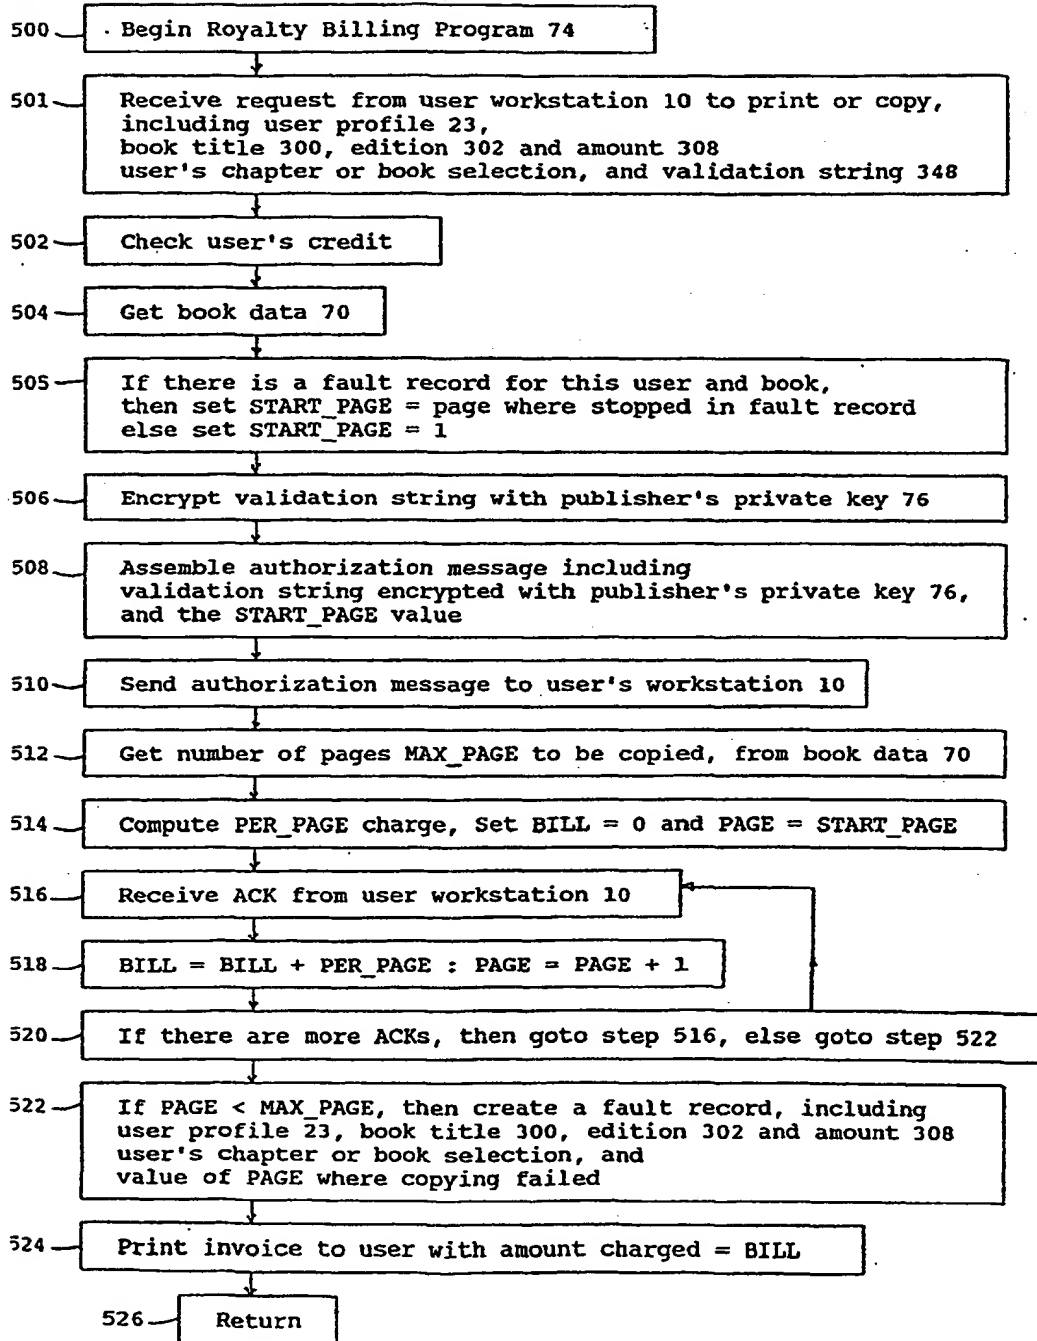 500 Begin Royalty Billing Program 74
501 Receive request from user workstation 10 to print or copy,
including user profile 23,
book title 300, edition 302 and amount 308
user's chapter or book selection, and validation string 348
502 Check user's credit
504 Get book data 70
505 If there is a fault record for this user and book,
then set START_PAGE = page where stopped in fault record
else set START_PAGE = 1
506 Encrypt validation string with publisher's private key 76
508 Assemble authorization message including
validation string encrypted with publisher's private key 76,
and the START_PAGE value
510 Send authorization message to user's workstation 10
512 Get number of pages MAX_PAGE to be copied, from book data 70
514 Compute PER_PAGE charge, Set BILL = 0 and PAGE = START_PAGE
516 Receive ACK from user workstation 10
518 BILL = BILL + PER_PAGE : PAGE = PAGE + 1
520 If there are more ACKs, then goto step 516, else goto step 522
522 If PAGE < MAX_PAGE, then create a fault record, including
user profile 23, book title 300, edition 302 and amount 308
user's chapter or book selection, and
value of PAGE where copying failed
524 Print invoice to user with amount charged = BILL
526 Return